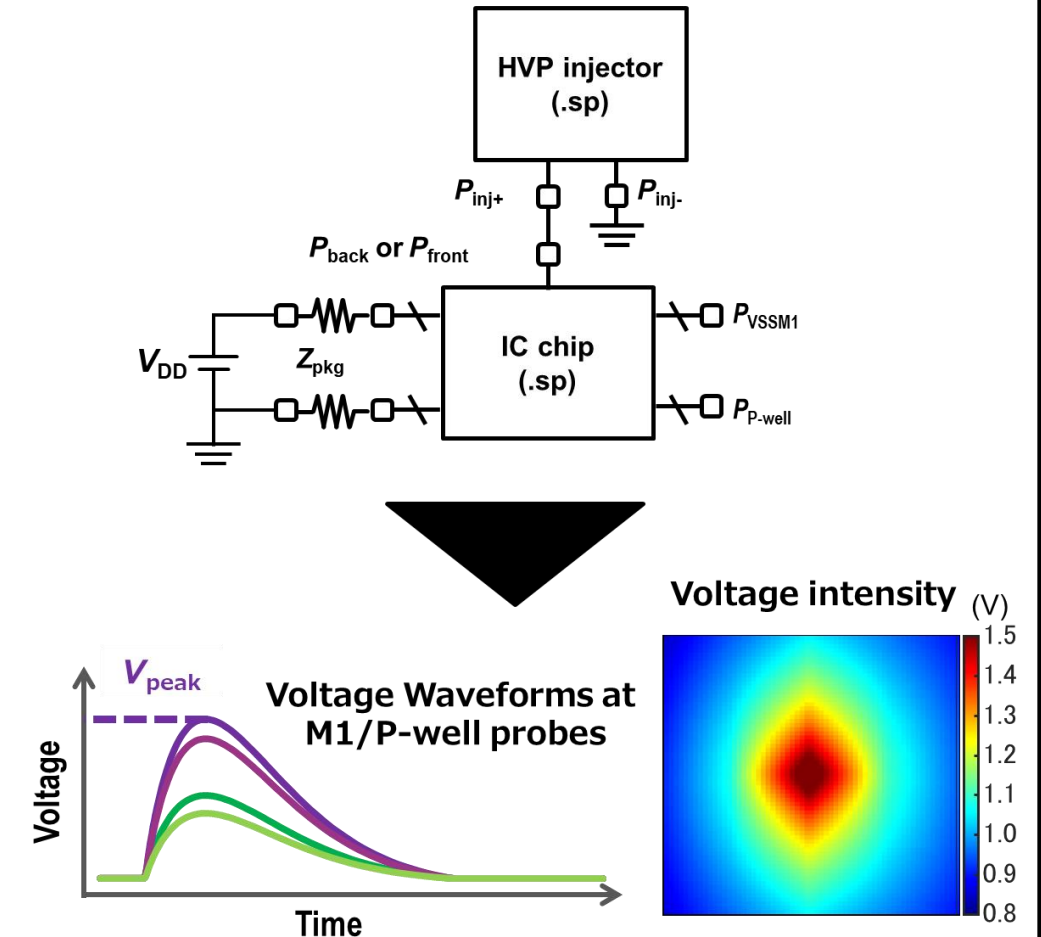 HVP injector
(.sp)
Pinj+
Pinj-
Pback or Pfront
VDD
Zpkg
IC chip
(.sp)
PVSSM1
PP-well
Voltage intensity
(V)
Vpeak
Voltage Waveforms at
M1/P-well probes
Voltage
Time
1.5
1.4
1.3
1.2
1.1
1.0
0.9
0.8